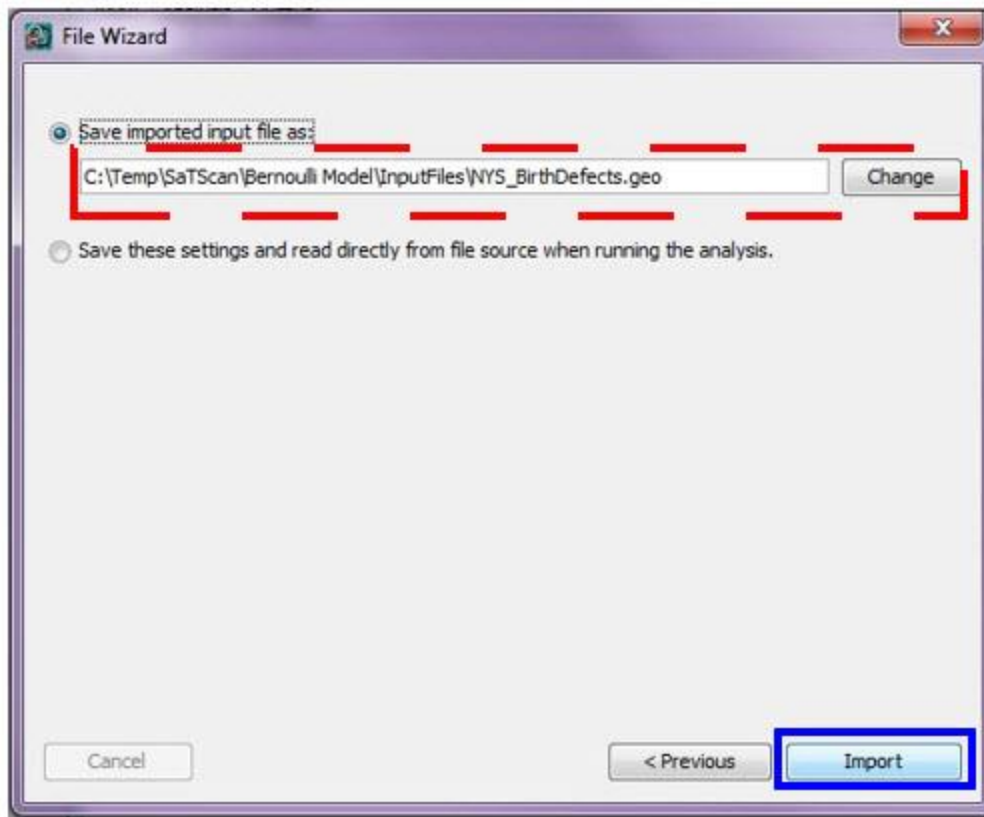 File Wizard
Save imported input file as:
C:\Temp\SaTScan\Bernoulli Model\InputFiles\NYS_BirthDefects.geo
Change
Save these settings and read directly from file source when running the analysis.
Cancel
< Previous
Import